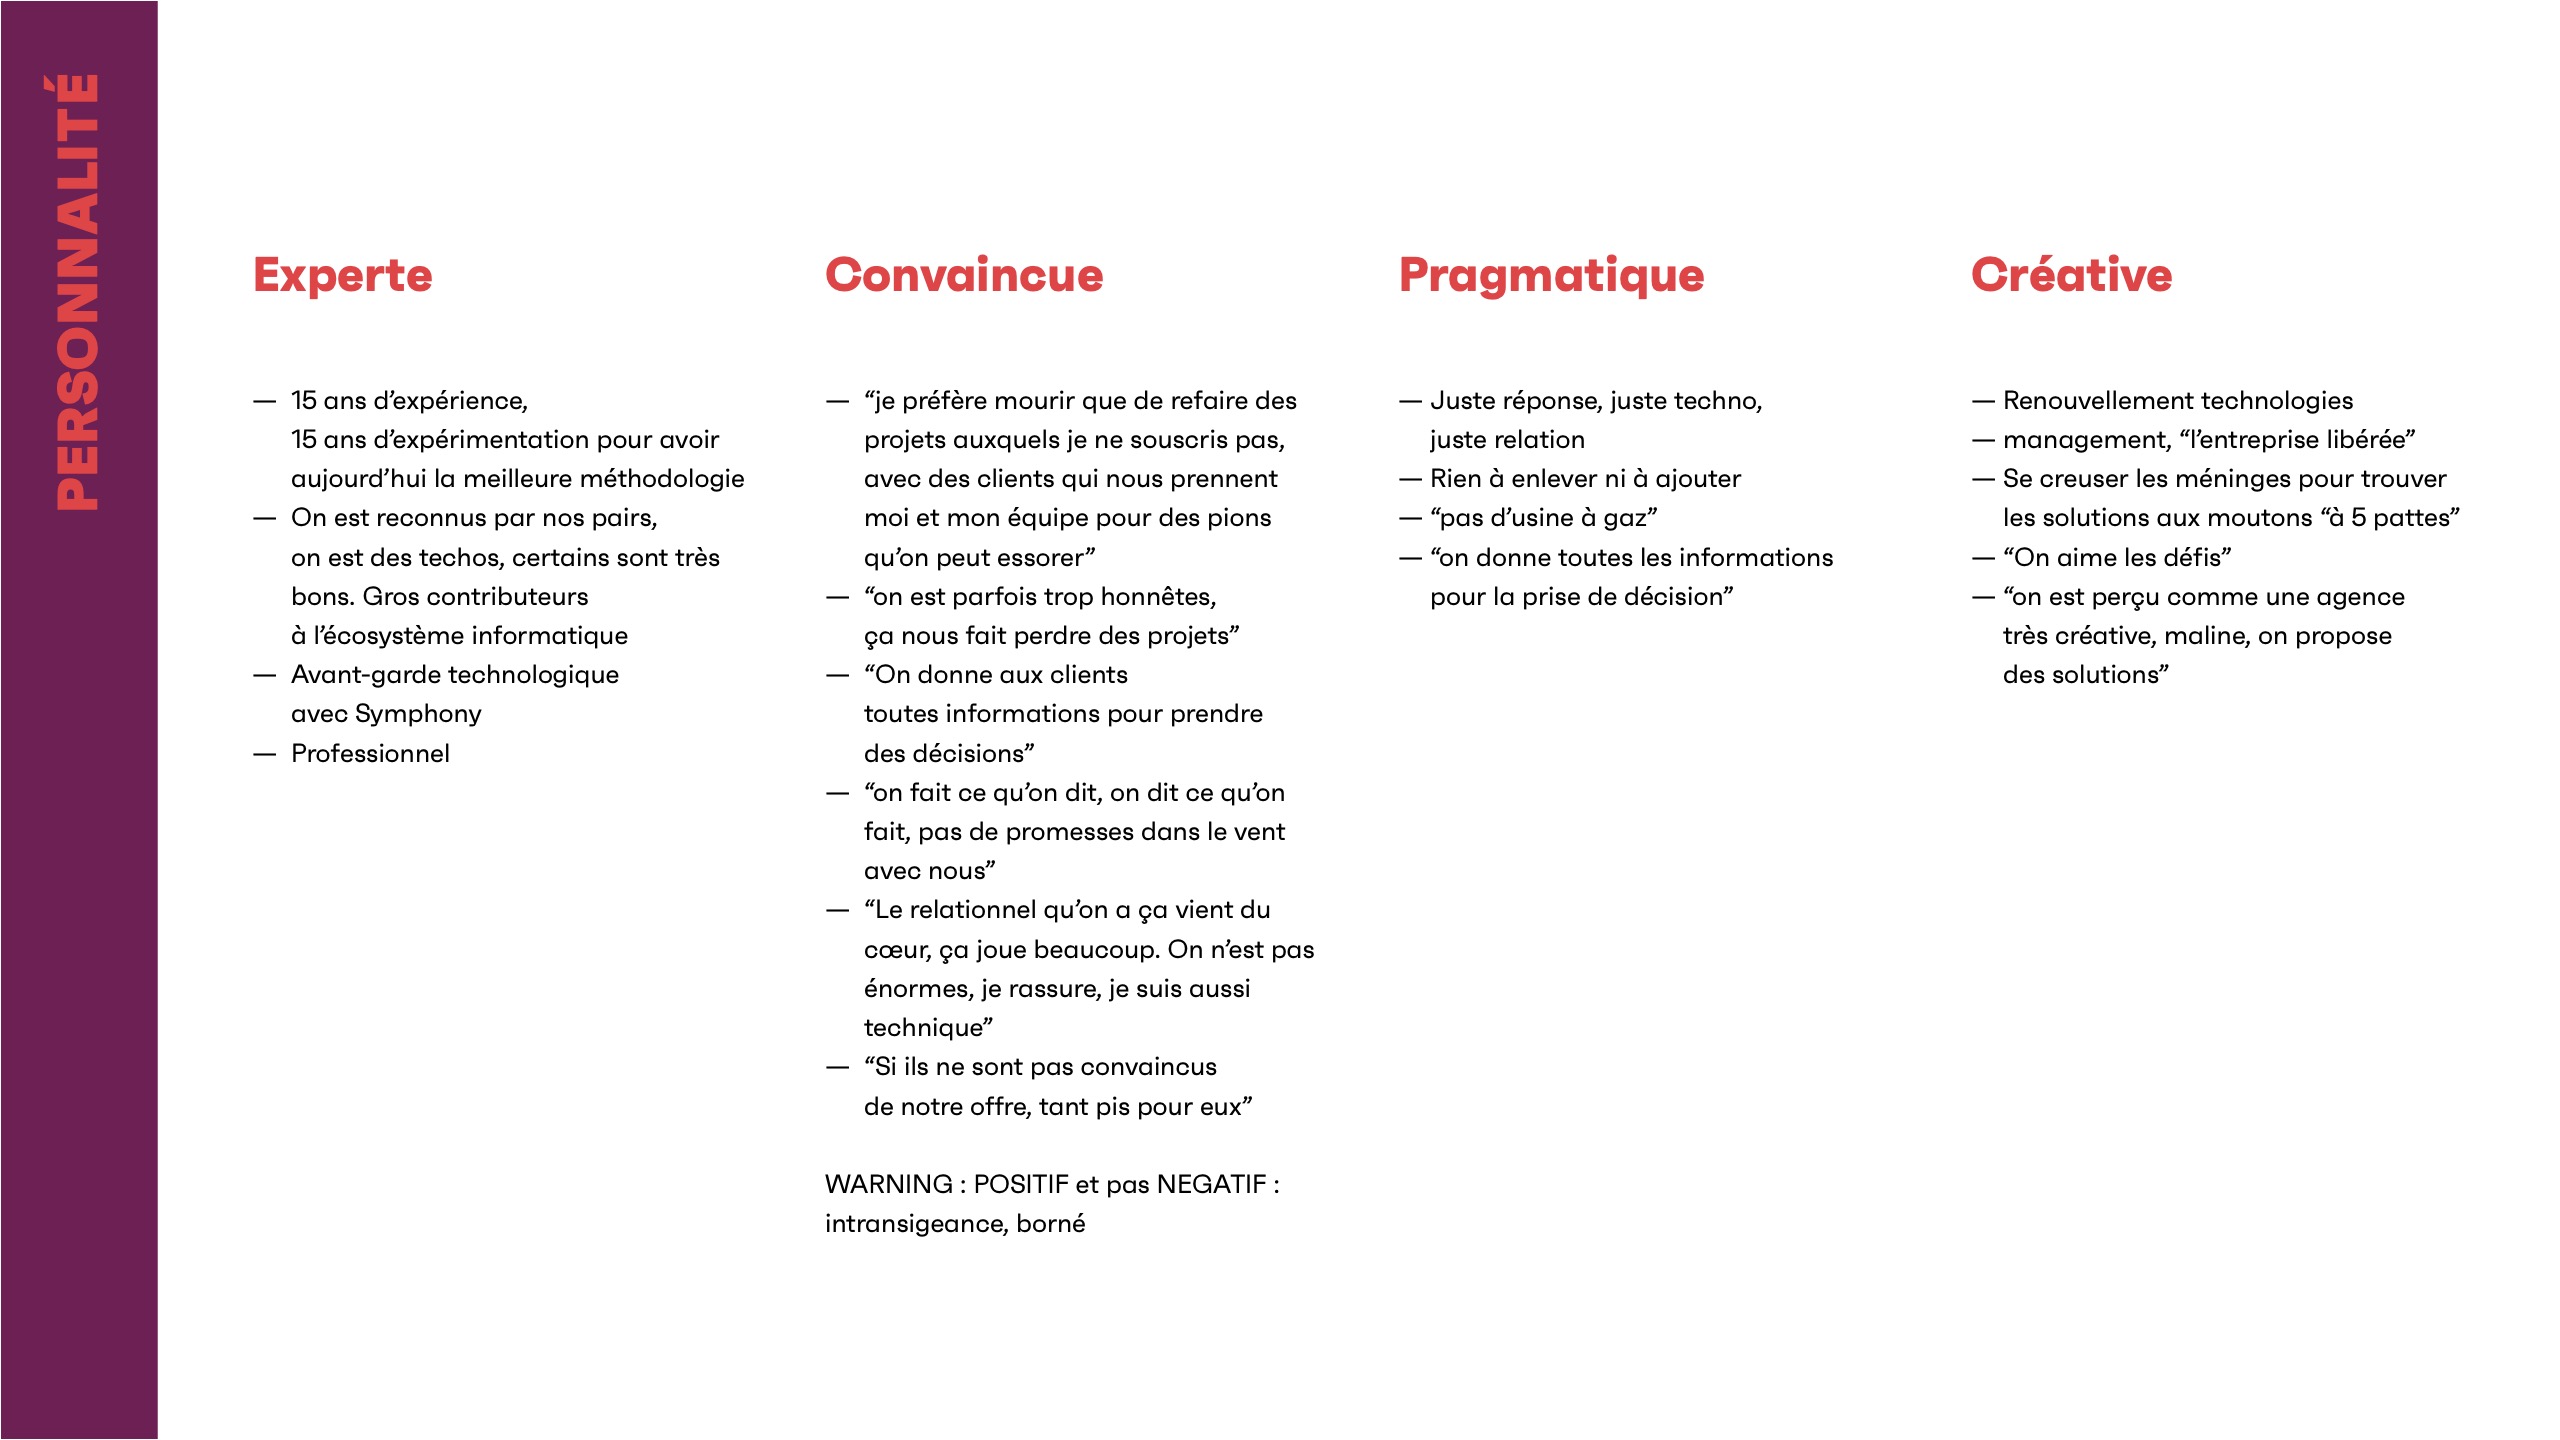 PERSONNALITÉ
Experte
— 15 ans d’expérience,
15 ans d’expérimentation pour avoir
aujourd’hui la meilleure méthodologie
— On est reconnus par nos pairs,
on est des techos, certains sont très
bons. Gros contributeurs
à l’écosystème informatique
— Avant-garde technologique
avec Symphony
— Professionnel
Convaincue
— “je préfère mourir que de refaire des
projets auxquels je ne souscris pas,
avec des clients qui nous prennent
moi et mon équipe pour des pions
qu’on peut essorer”
— “on est parfois trop honnêtes,
ça nous fait perdre des projets”
— “On donne aux clients
toutes informations pour prendre
des décisions”
— “on fait ce qu’on dit, on dit ce qu’on
fait, pas de promesses dans le vent
avec nous”
— “Le relationnel qu’on a ça vient du
cœur, ça joue beaucoup. On n’est pas
énormes, je rassure, je suis aussi
technique”
— “Si ils ne sont pas convaincus
de notre offre, tant pis pour eux”
WARNING : POSITIF et pas NEGATIF :
intransigeance, borné
Pragmatique
— Juste réponse, juste techno,
juste relation
— Rien à enlever ni à ajouter
— “pas d’usine à gaz”
— “on donne toutes les informations
pour la prise de décision”
Créative
— Renouvellement technologies
— management, “l’entreprise libérée”
— Se creuser les méninges pour trouver
les solutions aux moutons “à 5 pattes”
— “On aime les défis”
— “on est perçu comme une agence
très créative, maline, on propose
des solutions”